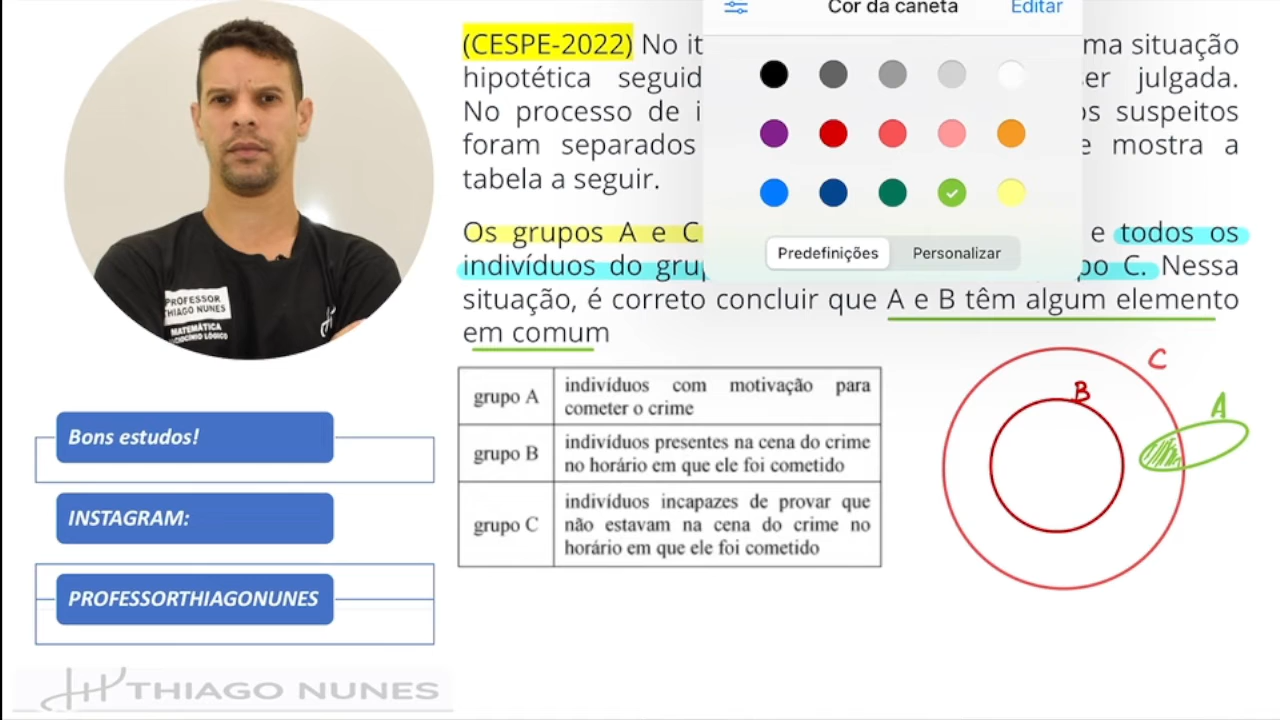 (CESPE-2022) No it
ma situação
hipotética seguid
er julgada.
No processo de i
os suspeitos
foram separados
e mostra a
tabela a seguir.
Os grupos A e C
e todos os
indivíduos do gru
po C. Nessa
situação, é correto concluir que A e B têm algum elemento
em comum
Cor da caneta
Editar
Predefinições
Personalizar
grupo A
indivíduos com motivação para
cometer o crime
grupo B
indivíduos presentes na cena do crime
no horário em que ele foi cometido
grupo C
indivíduos incapazes de provar que
não estavam na cena do crime no
horário em que ele foi cometido
C
B
A
PROFESSOR
THIAGO NUNES
MATEMÁTICA
LÓGICO
Bons estudos!
INSTAGRAM:
PROFESSORTHIAGONUNES
THIAGO NUNES